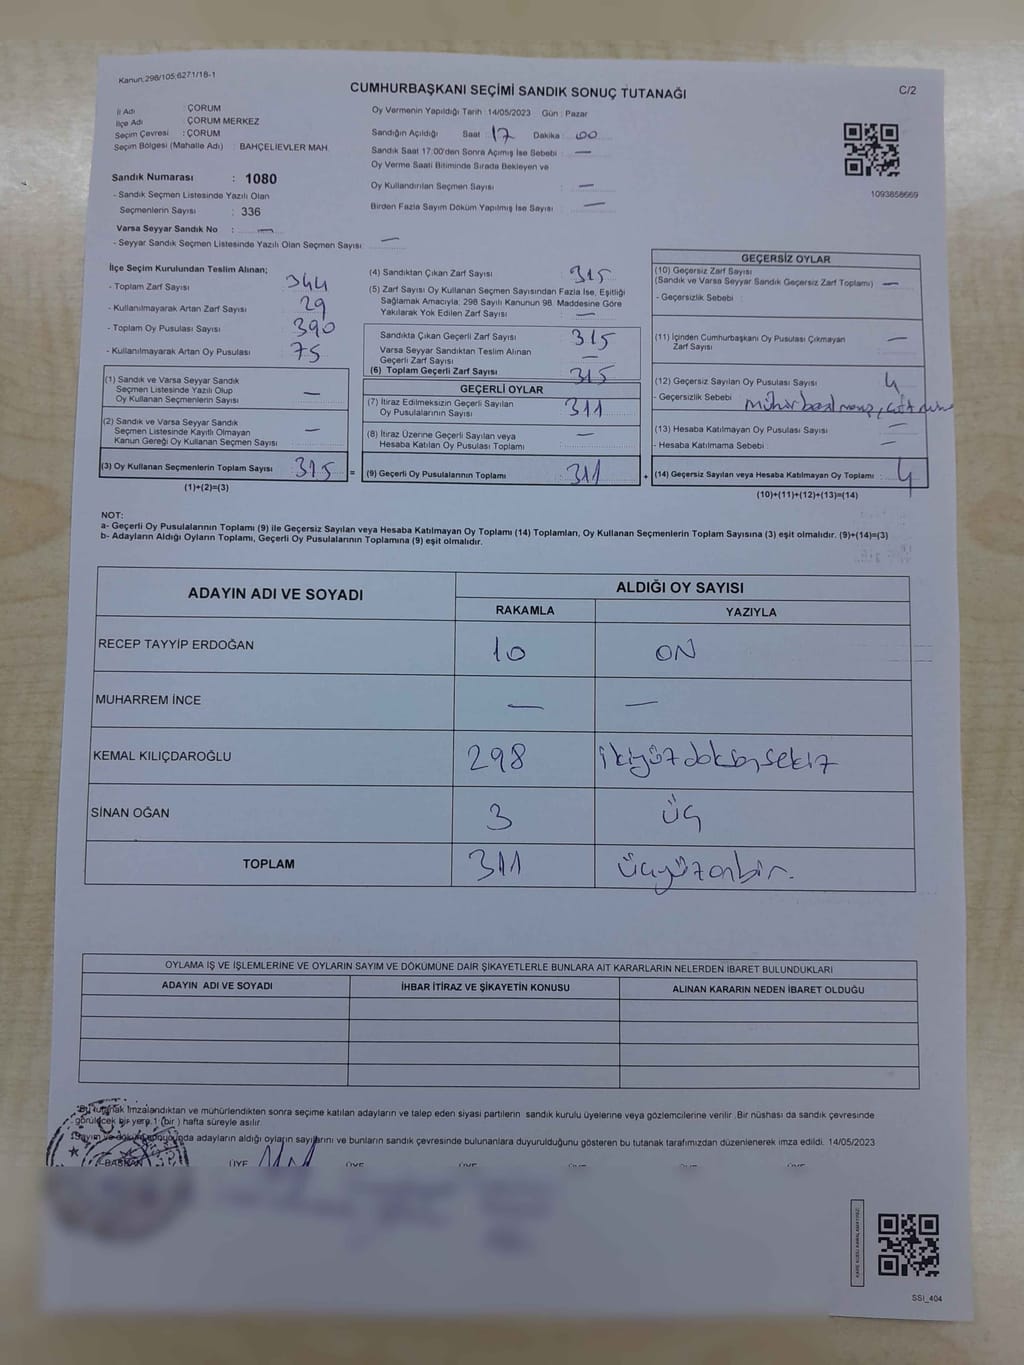 Kanun:298/105;6271/18-1
CUMHURBAŞKANI SEÇİMİ SANDIK SONUÇ TUTANAĞI
C/2
İl Adı : ÇORUM
İlçe Adı : ÇORUM MERKEZ
Seçim Çevresi : ÇORUM
Seçim Bölgesi (Mahalle Adı) : BAHÇELİEVLER MAH.
Sandık Numarası : 1080
- Sandık Seçmen Listesinde Yazılı Olan
Seçmenlerin Sayısı : 336
Varsa Seyyar Sandık No : —
- Seyyar Sandık Seçmen Listesinde Yazılı Olan Seçmen Sayısı: —
Oy Vermenin Yapıldığı Tarih : 14/05/2023 Gün : Pazar
Sandığın Açıldığı Saat : 17 Dakika : 00
Sandık Saat 17:00'den Sonra Açılmış İse Sebebi : —
Oy Verme Saati Bitiminde Sırada Bekleyen ve
Oy Kullandırılan Seçmen Sayısı : —
Birden Fazla Sayım Döküm Yapılmış İse Sayısı : —
1093858669
İlçe Seçim Kurulundan Teslim Alınan;
- Toplam Zarf Sayısı : 344
- Kullanılmayarak Artan Zarf Sayısı : 29
- Toplam Oy Pusulası Sayısı : 390
- Kullanılmayarak Artan Oy Pusulası : 75
(1) Sandık ve Varsa Seyyar Sandık
Seçmen Listesinde Yazılı Olup
Oy Kullanan Seçmenlerin Sayısı : —
(2) Sandık ve Varsa Seyyar Sandık
Seçmen Listesinde Kayıtlı Olmayan
Kanun Gereği Oy Kullanan Seçmen Sayısı : —
(3) Oy Kullanan Seçmenlerin Toplam Sayısı : 315 =
(1)+(2)=(3)
(4) Sandıktan Çıkan Zarf Sayısı : 315
(5) Zarf Sayısı Oy Kullanan Seçmen Sayısından Fazla İse, Eşitliği
Sağlamak Amacıyla; 298 Sayılı Kanunun 98. Maddesine Göre
Yakılarak Yok Edilen Zarf Sayısı : —
Sandıkta Çıkan Geçerli Zarf Sayısı : 315
Varsa Seyyar Sandıktan Teslim Alınan
Geçerli Zarf Sayısı : —
(6) Toplam Geçerli Zarf Sayısı : 315
GEÇERLİ OYLAR
(7) İtiraz Edilmeksizin Geçerli Sayılan
Oy Pusulalarının Sayısı : 311
(8) İtiraz Üzerine Geçerli Sayılan veya
Hesaba Katılan Oy Pusulası Toplamı : —
(9) Geçerli Oy Pusulalarının Toplamı : 311 +
GEÇERSİZ OYLAR
(10) Geçersiz Zarf Sayısı
(Sandık ve Varsa Seyyar Sandık Geçersiz Zarf Toplamı) : —
- Geçersizlik Sebebi :
(11) İçinden Cumhurbaşkanı Oy Pusulası Çıkmayan
Zarf Sayısı : —
(12) Geçersiz Sayılan Oy Pusulası Sayısı : 4
- Geçersizlik Sebebi :
(13) Hesaba Katılmayan Oy Pusulası Sayısı : —
- Hesaba Katılmama Sebebi : —
(14) Geçersiz Sayılan veya Hesaba Katılmayan Oy Toplamı : 4
(10)+(11)+(12)+(13)=(14)
NOT:
a- Geçerli Oy Pusulalarının Toplamı (9) ile Geçersiz Sayılan veya Hesaba Katılmayan Oy Toplamı (14) Toplamları, Oy Kullanan Seçmenlerin Toplam Sayısına (3) eşit olmalıdır. (9)+(14)=(3)
b- Adayların Aldığı Oyların Toplamı, Geçerli Oy Pusulalarının Toplamına (9) eşit olmalıdır.
ADAYIN ADI VE SOYADI ALDIĞI OY SAYISI
RAKAMLA YAZIYLA
RECEP TAYYİP ERDOĞAN 10 ON
MUHARREM İNCE — —
KEMAL KILIÇDAROĞLU 298 ikiyüzdoksansekiz
SİNAN OĞAN 3 üç
TOPLAM 311 üçyüzonbir.
OYLAMA İŞ VE İŞLEMLERİNE VE OYLARIN SAYIM VE DÖKÜMÜNE DAİR ŞİKAYETLERLE BUNLARA AİT KARARLARIN NELERDEN İBARET BULUNDUKLARI
ADAYIN ADI VE SOYADI İHBAR İTİRAZ VE ŞİKAYETİN KONUSU ALINAN KARARIN NEDEN İBARET OLDUĞU
Bu tutanak imzalandıktan ve mühürlendikten sonra seçime katılan adayların ve talep eden siyasi partilerin sandık kurulu üyelerine veya gözlemcilerine verilir. Bir nüshası da sandık çevresinde
görülecek bir yere 1 (bir) hafta süreyle asılır.
Sayım ve döküm sonucunda adayların aldığı oyların sayılarını ve bunların sandık çevresinde bulunanlara duyurulduğunu gösteren bu tutanak tarafımızdan düzenlenerek imza edildi. 14/05/2023
BAŞKAN ÜYE ÜYE ÜYE ÜYE ÜYE ÜYE
SSI_404